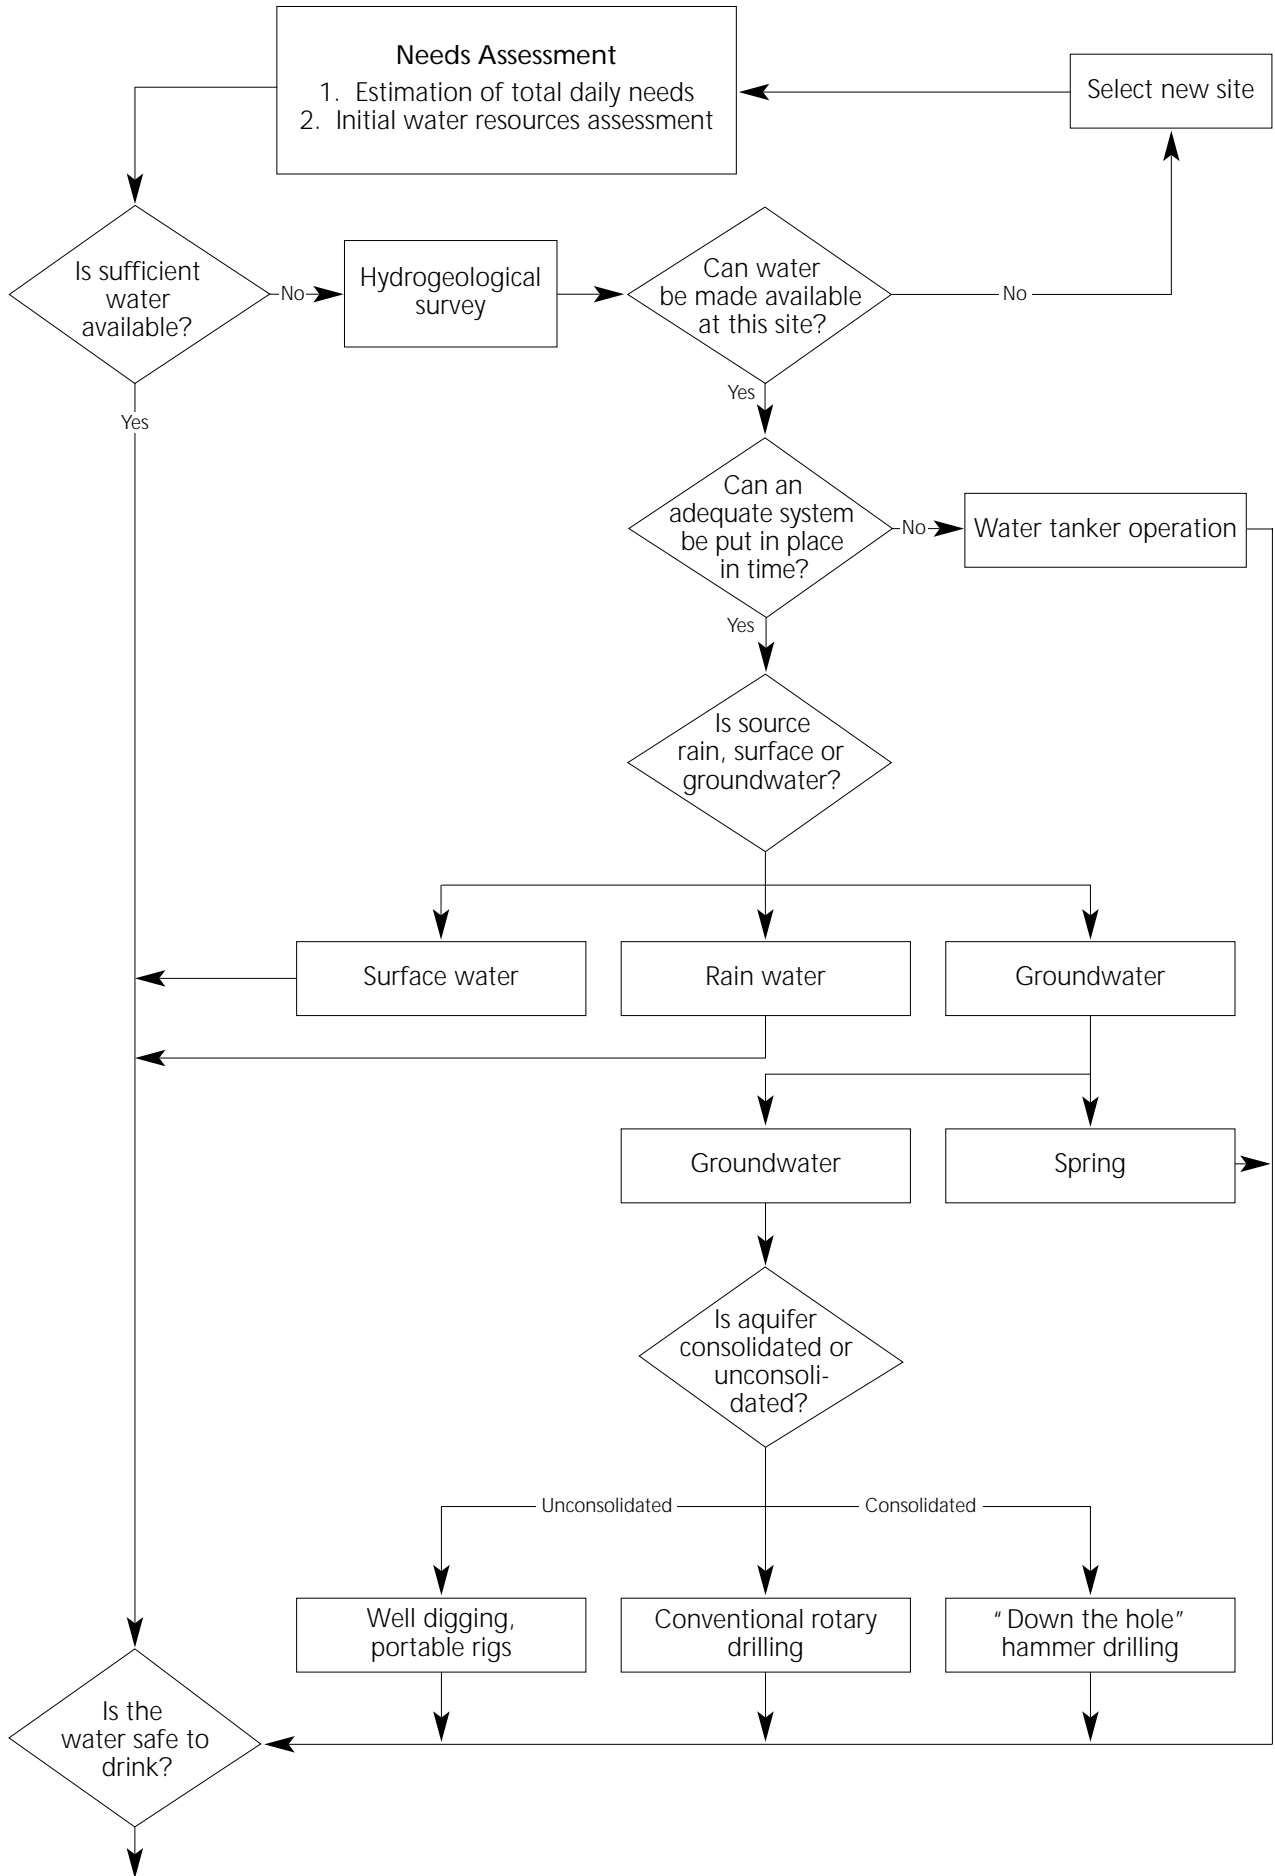 Needs Assessment
1. Estimation of total daily needs
2. Initial water resources assessment
Select new site
Is sufficient
water
available?
No
Hydrogeological
survey
Can water
be made available
at this site?
No
Yes
Yes
Can an
adequate system
be put in place
in time?
No
Water tanker operation
Yes
Is source
rain, surface or
groundwater?
Surface water
Rain water
Groundwater
Groundwater
Spring
Is aquifer
consolidated or
unconsoli-
dated?
Unconsolidated
Consolidated
Well digging,
portable rigs
Conventional rotary
drilling
“Down the hole”
hammer drilling
Is the
water safe to
drink?